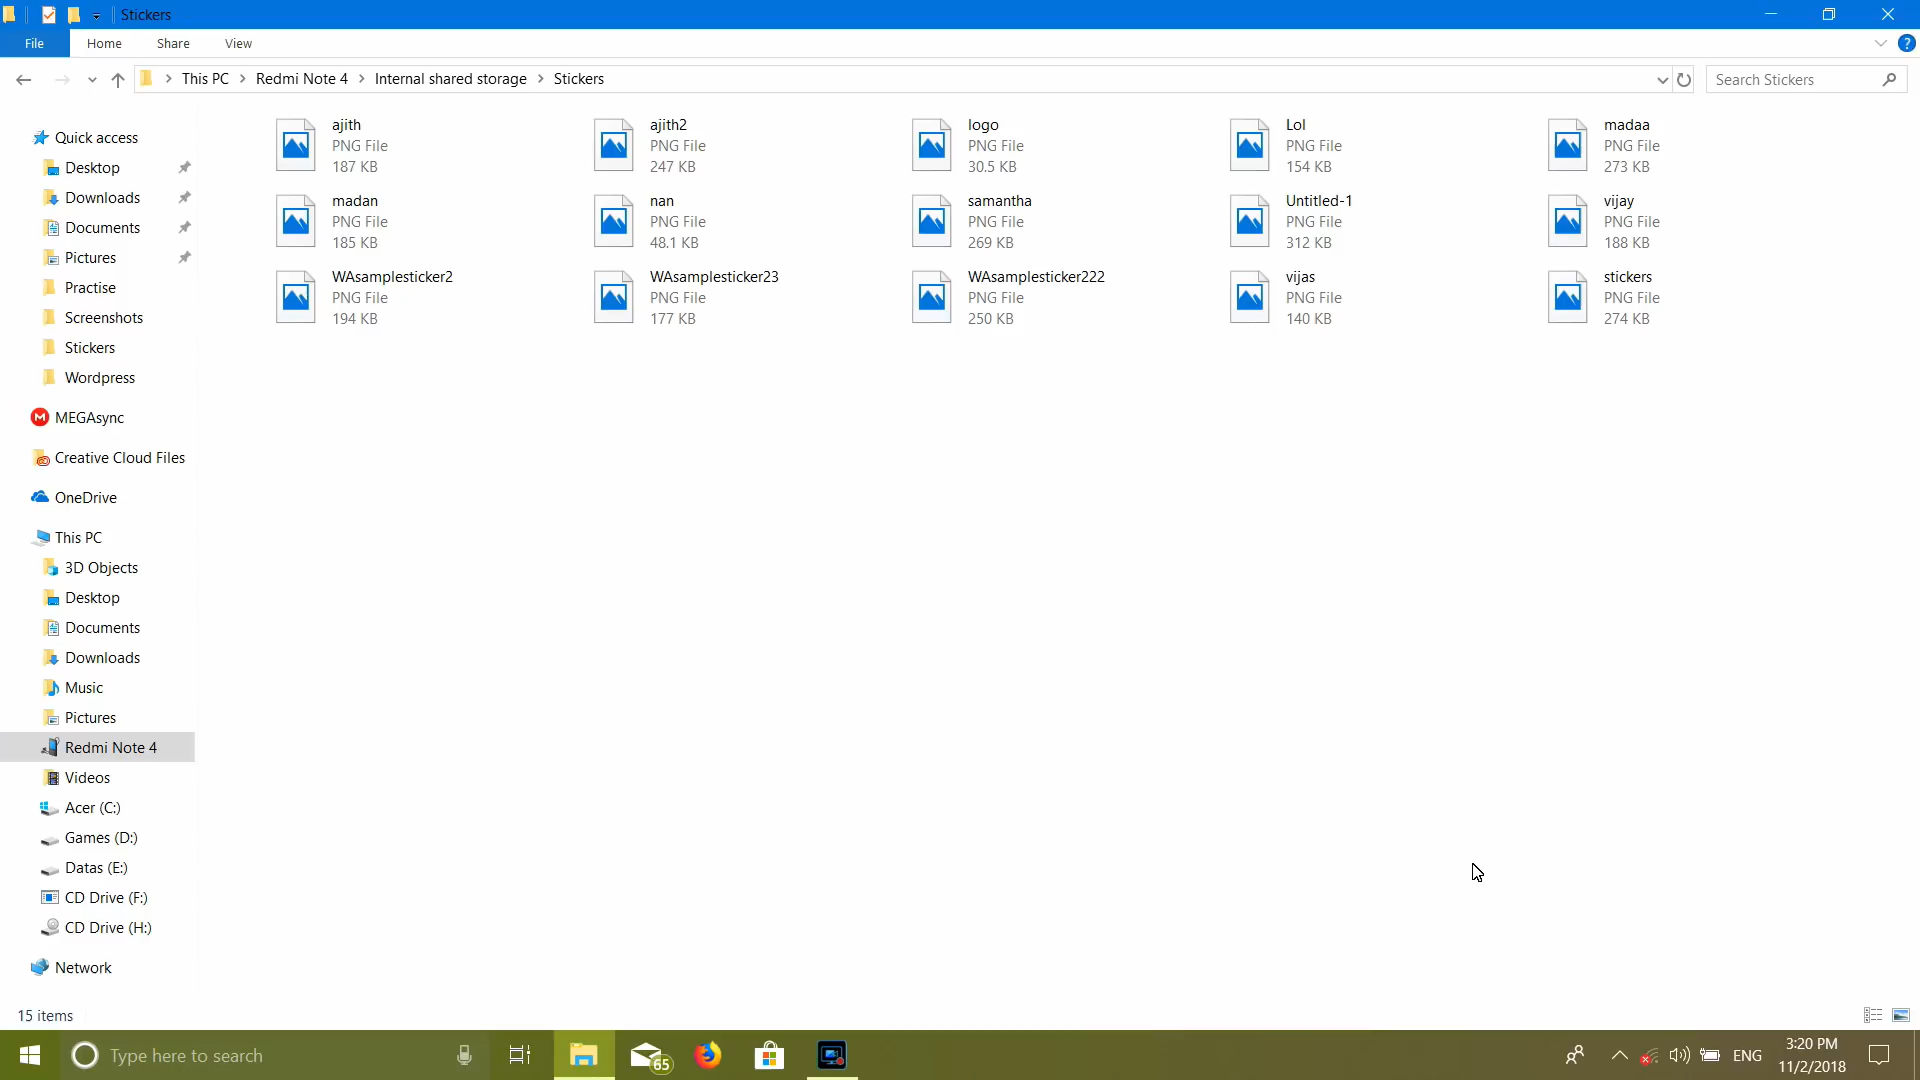 Stickers
File Home Share View
This PC Redmi Note 4 Internal shared storage Stickers
Search Stickers
Quick access
Desktop
Downloads
Documents
Pictures
Practise
Screenshots
Stickers
Wordpress
MEGAsync
Creative Cloud Files
OneDrive
This PC
3D Objects
Desktop
Documents
Downloads
Music
Pictures
Redmi Note 4
Videos
Acer (C:)
Games (D:)
Datas (E:)
CD Drive (F:)
CD Drive (H:)
Network
ajith
PNG File
187 KB
ajith2
PNG File
247 KB
logo
PNG File
30.5 KB
Lol
PNG File
154 KB
madaa
PNG File
273 KB
madan
PNG File
185 KB
nan
PNG File
48.1 KB
samantha
PNG File
269 KB
Untitled-1
PNG File
312 KB
vijay
PNG File
188 KB
WAsamplesticker2
PNG File
194 KB
WAsamplesticker23
PNG File
177 KB
WAsamplesticker222
PNG File
250 KB
vijas
PNG File
140 KB
stickers
PNG File
274 KB
15 items
Type here to search
65
ENG
3:20 PM
11/2/2018